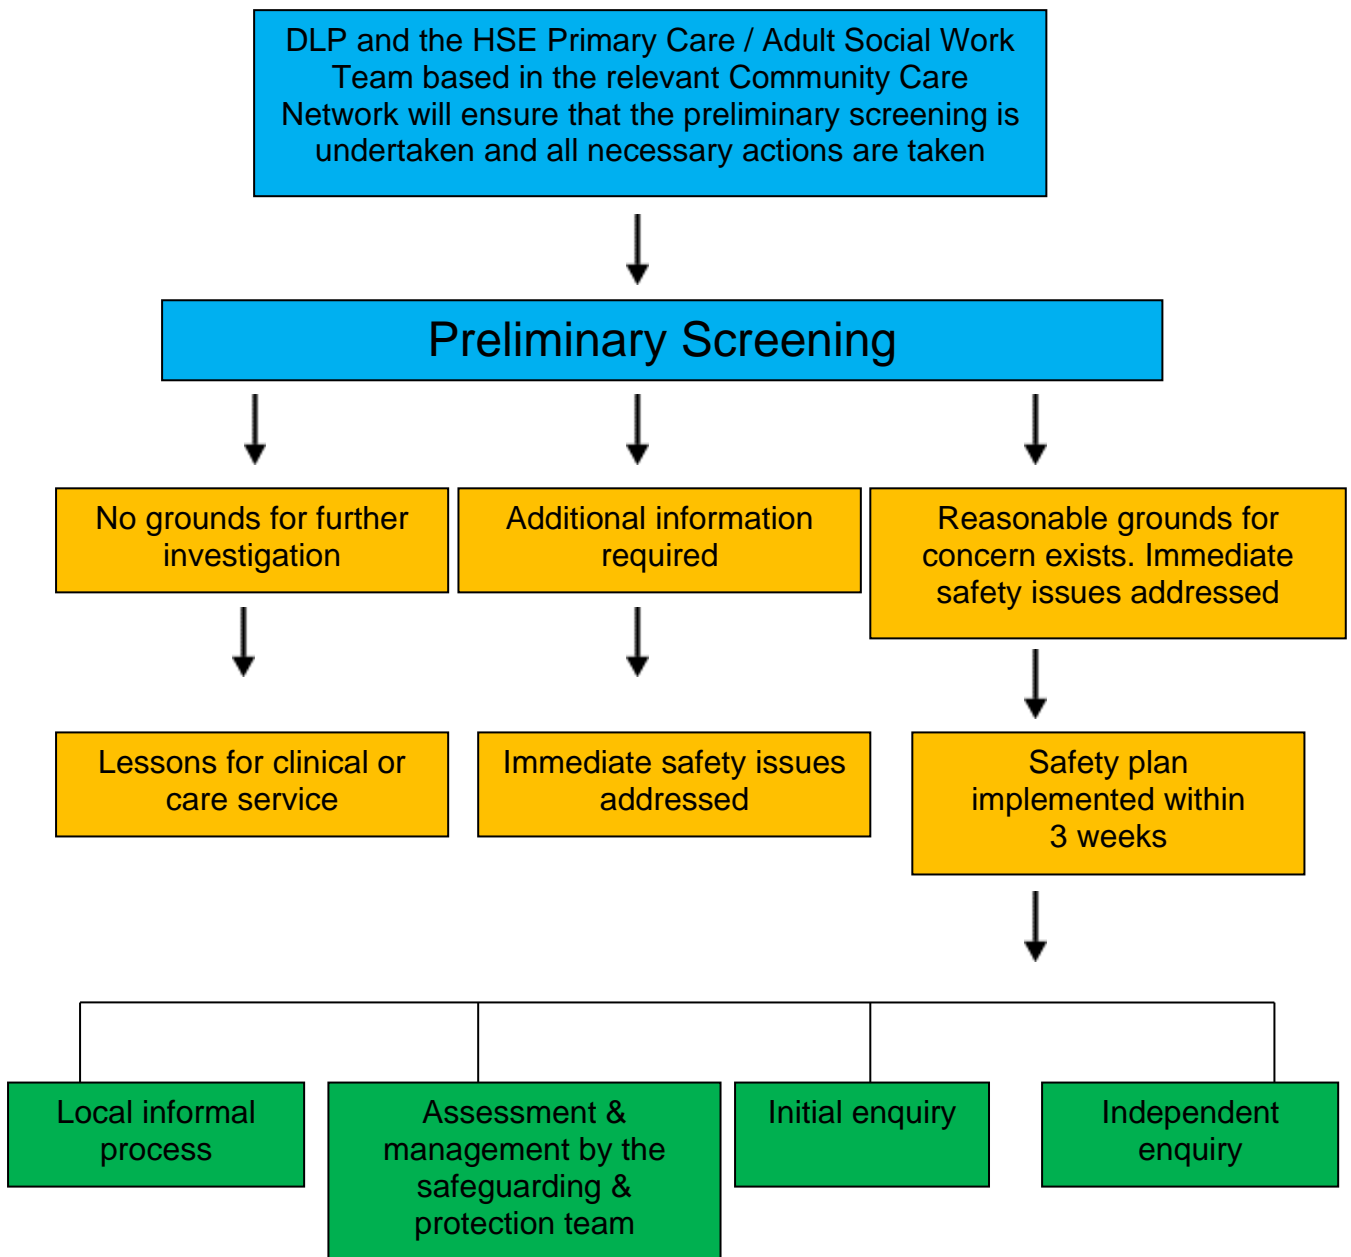 DLP and the HSE Primary Care / Adult Social Work
Team based in the relevant Community Care
Network will ensure that the preliminary screening is
undertaken and all necessary actions are taken
Preliminary Screening
No grounds for further
investigation
Additional information
required
Reasonable grounds for
concern exists. Immediate
safety issues addressed
Lessons for clinical or
care service
Immediate safety issues
addressed
Safety plan
implemented within
3 weeks
Local informal
process
Assessment &
management by the
safeguarding &
protection team
Initial enquiry
Independent
enquiry